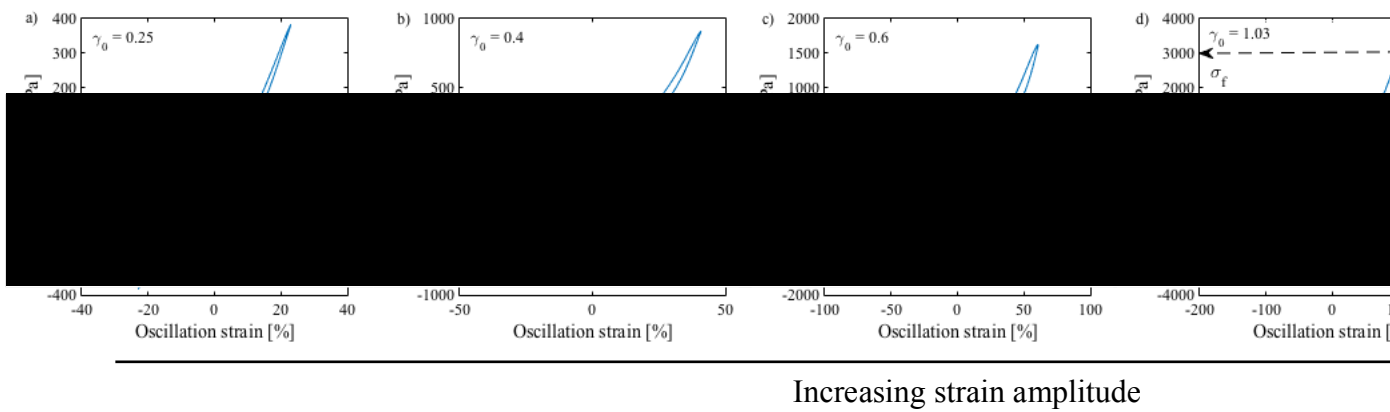 a)
400
300
200
-400
γ0 = 0.25
-40
-20
0
20
40
Oscillation strain [%]
b)
1000
500
-1000
γ0 = 0.4
-50
0
50
Oscillation strain [%]
c)
2000
1500
1000
-2000
γ0 = 0.6
-100
-50
0
50
100
Oscillation strain [%]
d)
4000
3000
2000
-4000
γ0 = 1.03
σf
-200
-100
0
Oscillation strain [
Increasing strain amplitude